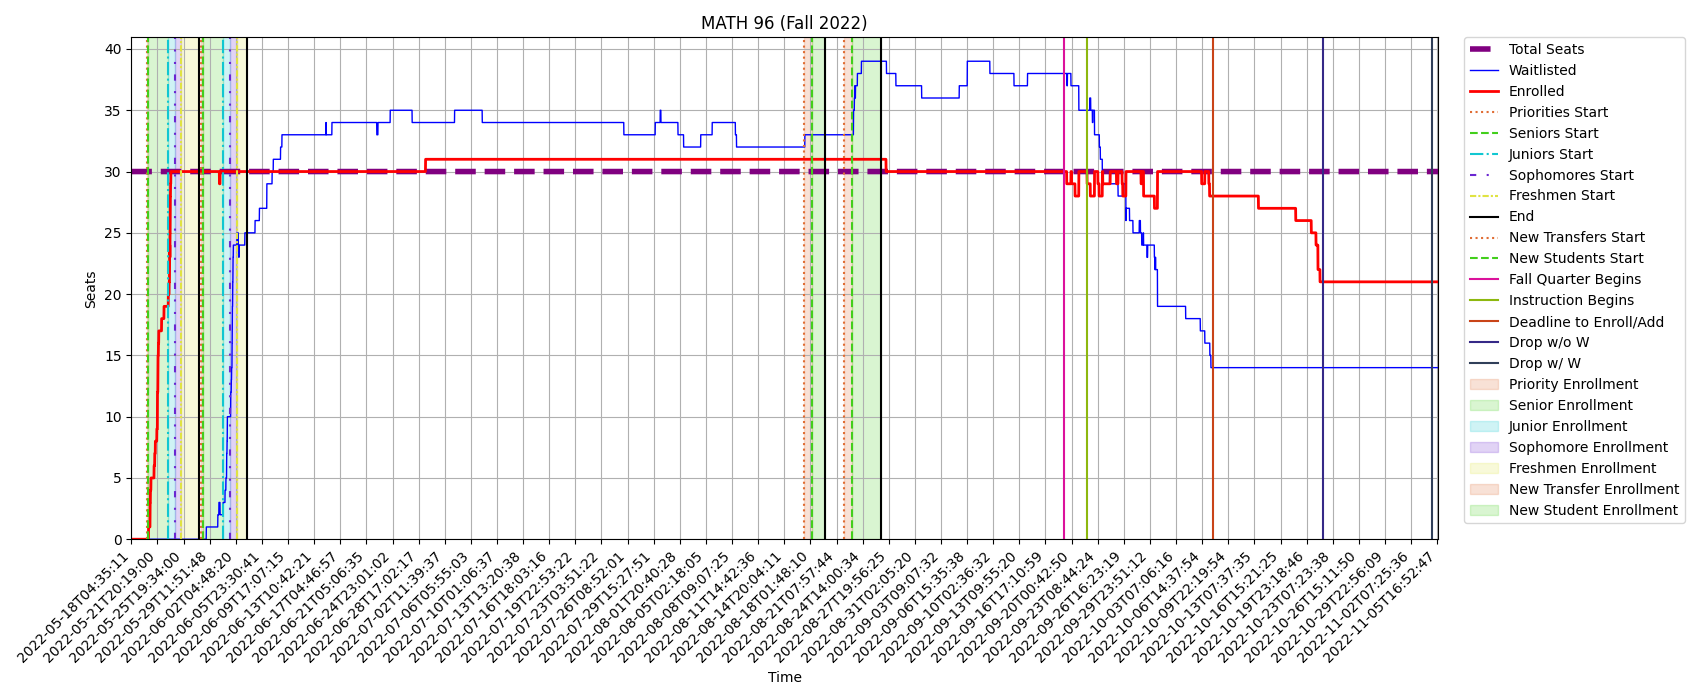 MATH 96 (Fall 2022)
40
35
30
25
20
15
10
5
0
Seats
2022-05-18T04:35:11
2022-05-21T20:19:00
2022-05-25T19:34:00
2022-05-29T11:51:48
2022-06-02T04:48:20
2022-06-05T23:30:41
2022-06-09T17:07:15
2022-06-13T10:42:21
2022-06-17T04:46:57
2022-06-21T05:06:35
2022-06-24T23:01:02
2022-06-28T17:02:17
2022-07-02T11:39:37
2022-07-06T05:55:03
2022-07-10T01:06:37
2022-07-13T13:20:38
2022-07-16T18:03:16
2022-07-19T22:53:22
2022-07-23T03:51:22
2022-07-26T08:52:01
2022-07-29T15:27:51
2022-08-01T20:40:28
2022-08-05T02:18:05
2022-08-08T09:07:25
2022-08-11T14:42:36
2022-08-14T20:04:11
2022-08-18T01:48:10
2022-08-21T07:57:44
2022-08-24T14:00:34
2022-08-27T19:56:25
2022-08-31T02:05:20
2022-09-03T09:07:32
2022-09-06T15:35:38
2022-09-10T02:36:32
2022-09-13T09:55:20
2022-09-16T17:10:59
2022-09-20T00:42:50
2022-09-23T08:44:24
2022-09-26T16:23:19
2022-09-29T23:51:12
2022-10-03T07:06:16
2022-10-06T14:37:54
2022-10-09T22:19:54
2022-10-13T07:37:35
2022-10-16T15:21:25
2022-10-19T23:18:46
2022-10-23T07:23:38
2022-10-26T15:11:50
2022-10-29T22:56:09
2022-11-02T07:25:36
2022-11-05T16:52:47
Time
Total Seats
Waitlisted
Enrolled
Priorities Start
Seniors Start
Juniors Start
Sophomores Start
Freshmen Start
End
New Transfers Start
New Students Start
Fall Quarter Begins
Instruction Begins
Deadline to Enroll/Add
Drop w/o W
Drop w/ W
Priority Enrollment
Senior Enrollment
Junior Enrollment
Sophomore Enrollment
Freshmen Enrollment
New Transfer Enrollment
New Student Enrollment